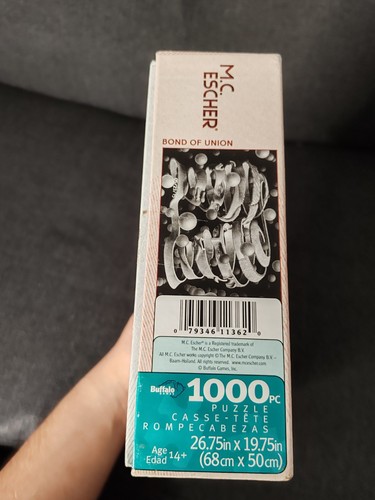 M.C.
ESCHER®
BOND OF UNION
0 79346 11362 0
M.C. Escher® is a Registered trademark of
The M.C. Escher Company B.V.
All M.C. Escher works copyright © The M.C. Escher Company B.V. -
Baarn-Holland. All rights reserved. www.mcescher.com
© Buffalo Games, Inc.
Buffalo
1000PC
PUZZLE
CASSE-TÊTE
ROMPECABEZAS
Age
Edad 14+
26.75in x 19.75in
(68cm x 50cm)